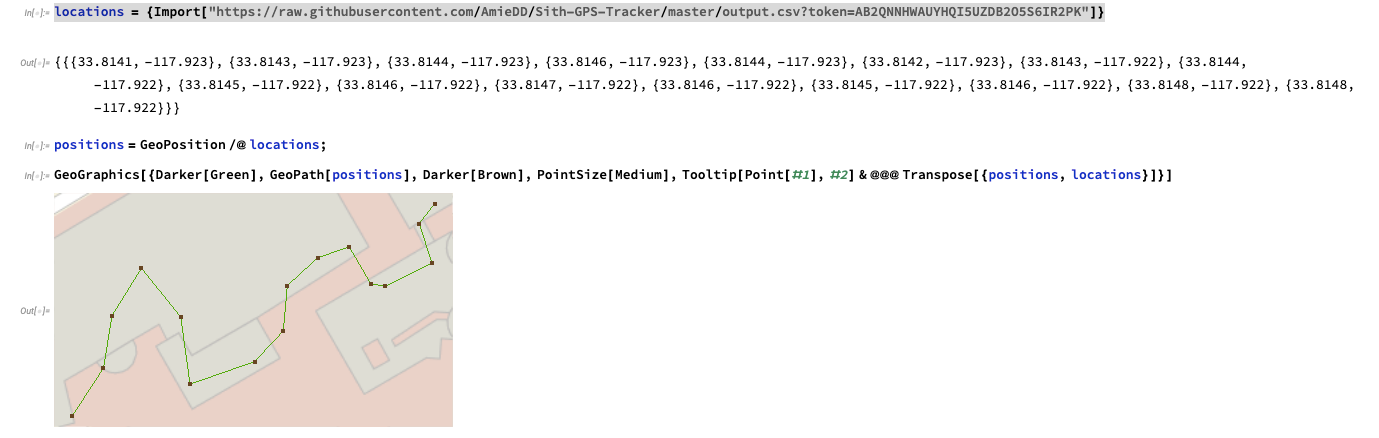 In[◦]:= locations = {Import["https://raw.githubusercontent.com/AmieDD/Sith-GPS-Tracker/master/output.csv?token=AB2QNNHWAUYHQI5UZDB2O5S6IR2PK"]}
Out[◦]= {{{33.8141, -117.923}, {33.8143, -117.923}, {33.8144, -117.923}, {33.8146, -117.923}, {33.8144, -117.923}, {33.8142, -117.923}, {33.8143, -117.922}, {33.8144,
-117.922}, {33.8145, -117.922}, {33.8146, -117.922}, {33.8147, -117.922}, {33.8146, -117.922}, {33.8145, -117.922}, {33.8146, -117.922}, {33.8148, -117.922}, {33.8148,
-117.922}}}
In[◦]:= positions = GeoPosition /@ locations;
In[◦]:= GeoGraphics[{Darker[Green], GeoPath[positions], Darker[Brown], PointSize[Medium], Tooltip[Point[#1], #2] & @@@ Transpose[{positions, locations}]}]
Out[◦]=